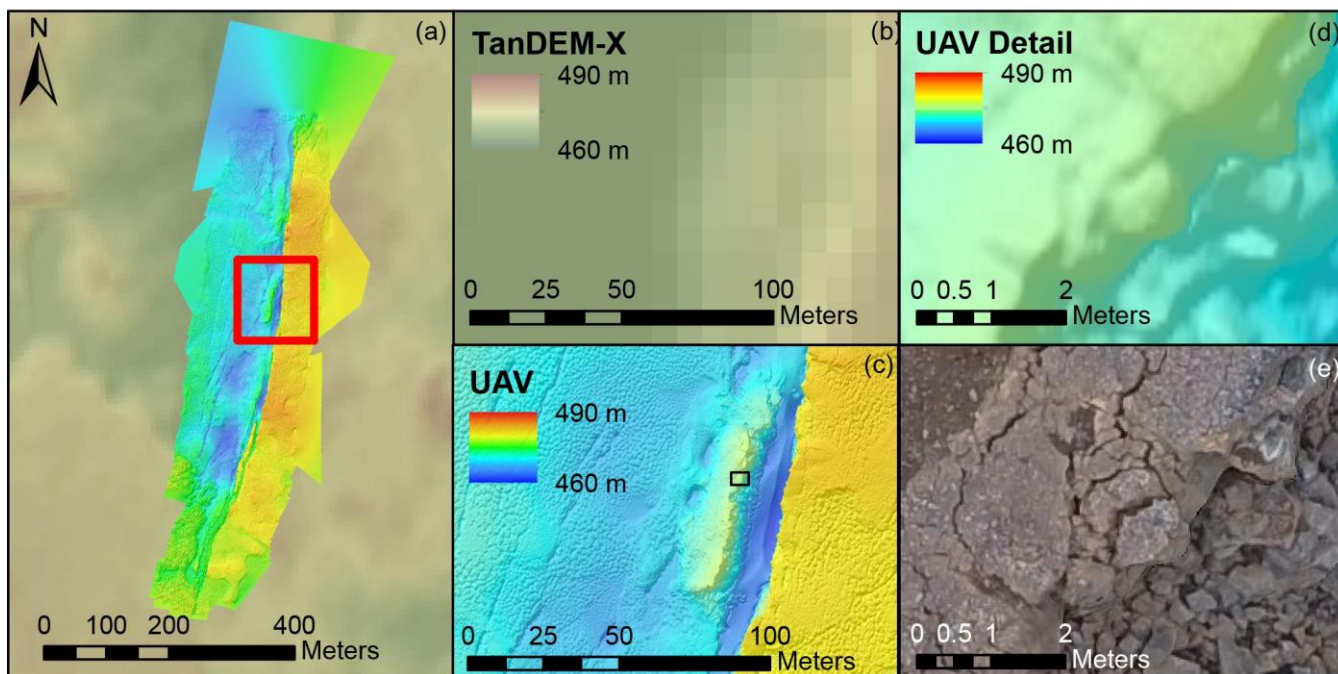 N
(a)
0 100 200 400
Meters
TanDEM-X
(b)
490 m
460 m
0 25 50 100
Meters
UAV
(c)
490 m
460 m
0 25 50 100
Meters
UAV Detail
(d)
490 m
460 m
0 0.5 1 2
Meters
(e)
0 0.5 1 2
Meters